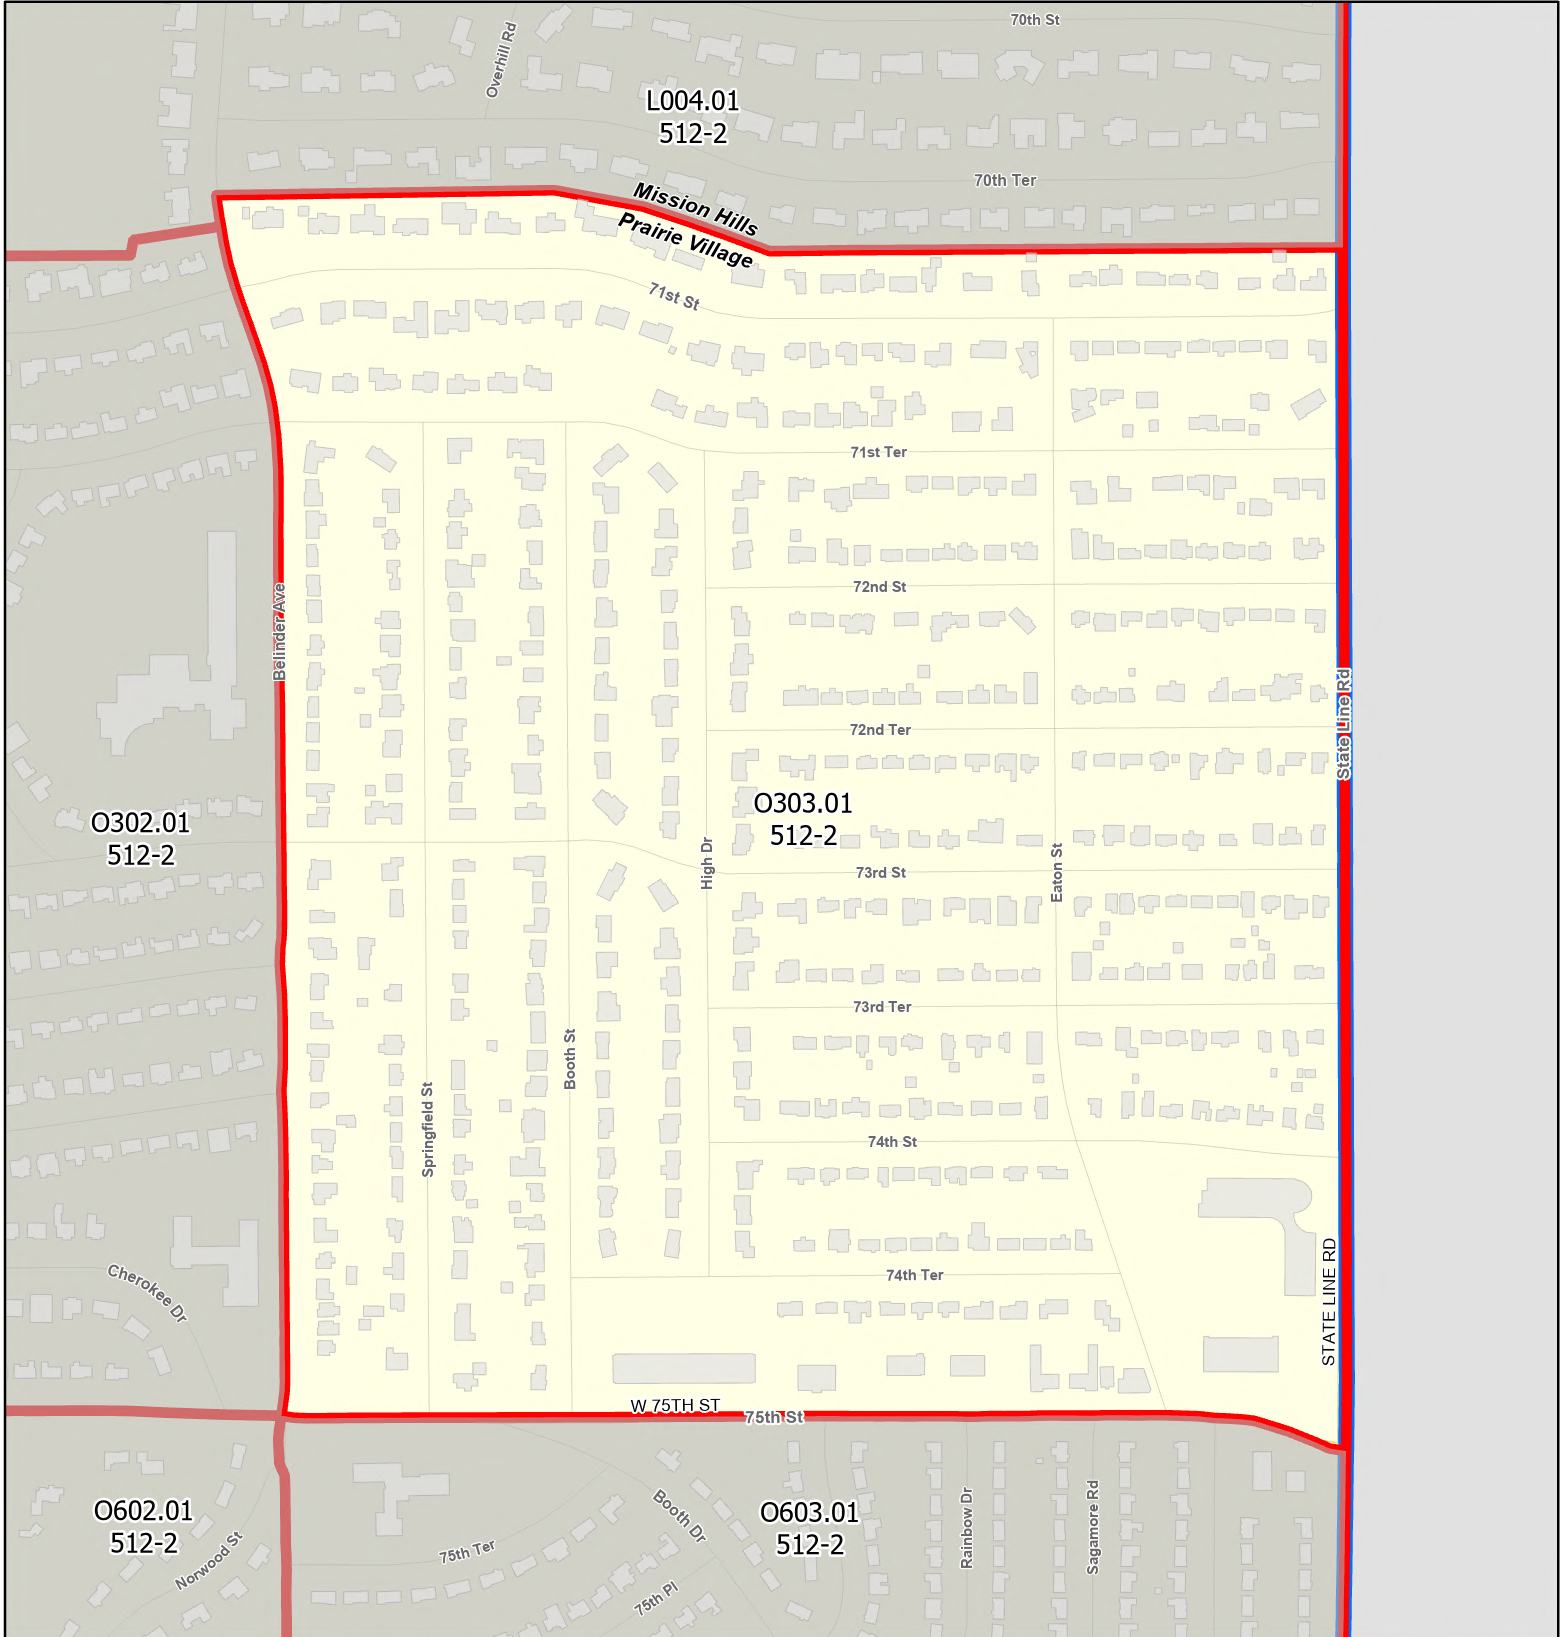 70th St
Overhill Rd
L004.01
512-2
70th Ter
Mission Hills
Prairie Village
71st St
71st Ter
72nd St
Belinder Ave
State Line Rd
72nd Ter
O303.01
512-2
O302.01
512-2
High Dr
Eaton St
73rd St
73rd Ter
Booth St
Springfield St
74th St
74th Ter
STATE LINE RD
Cherokee Dr
W 75TH ST
75th St
O602.01
512-2
O603.01
512-2
Booth Dr
Rainbow Dr
Sagamore Rd
Norwood St
75th Ter
75th Pl